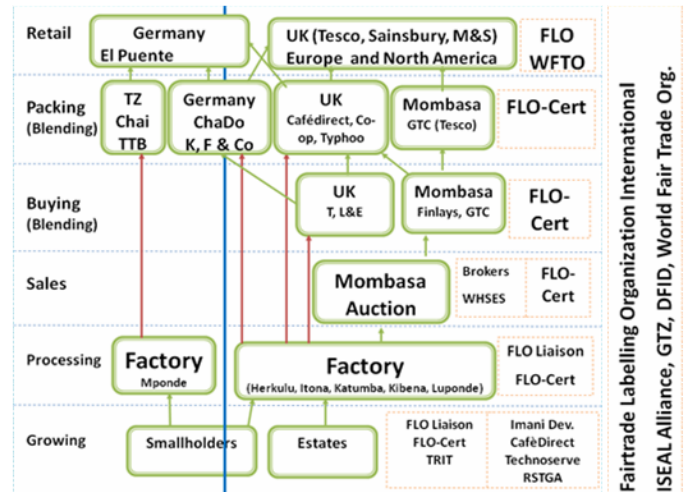 Retail
Germany
El Puente
UK (Tesco, Sainsbury, M&S)
Europe and North America
FLO
WFTO
Packing
(Blending)
TZ
Chai
TTB
Germany
ChaDo
K, F & Co
UK
Cafédirect, Co-
op, Typhoo
Mombasa
GTC (Tesco)
FLO-Cert
Buying
(Blending)
UK
T, L&E
Mombasa
Finlays, GTC
FLO-
Cert
Sales
Mombasa
Auction
Brokers
WHSES
FLO-
Cert
Processing
Factory
Mponde
Factory
(Herkulu, Itona, Katumba, Kibena, Luponde)
FLO Liaison
FLO-Cert
Growing
Smallholders
Estates
FLO Liaison
FLO-Cert
TRIT
Imani Dev.
CafèDirect
Technoserve
RSTGA
Fairtrade Labelling Organization International
ISEAL Alliance, GTZ, DFID, World Fair Trade Org.